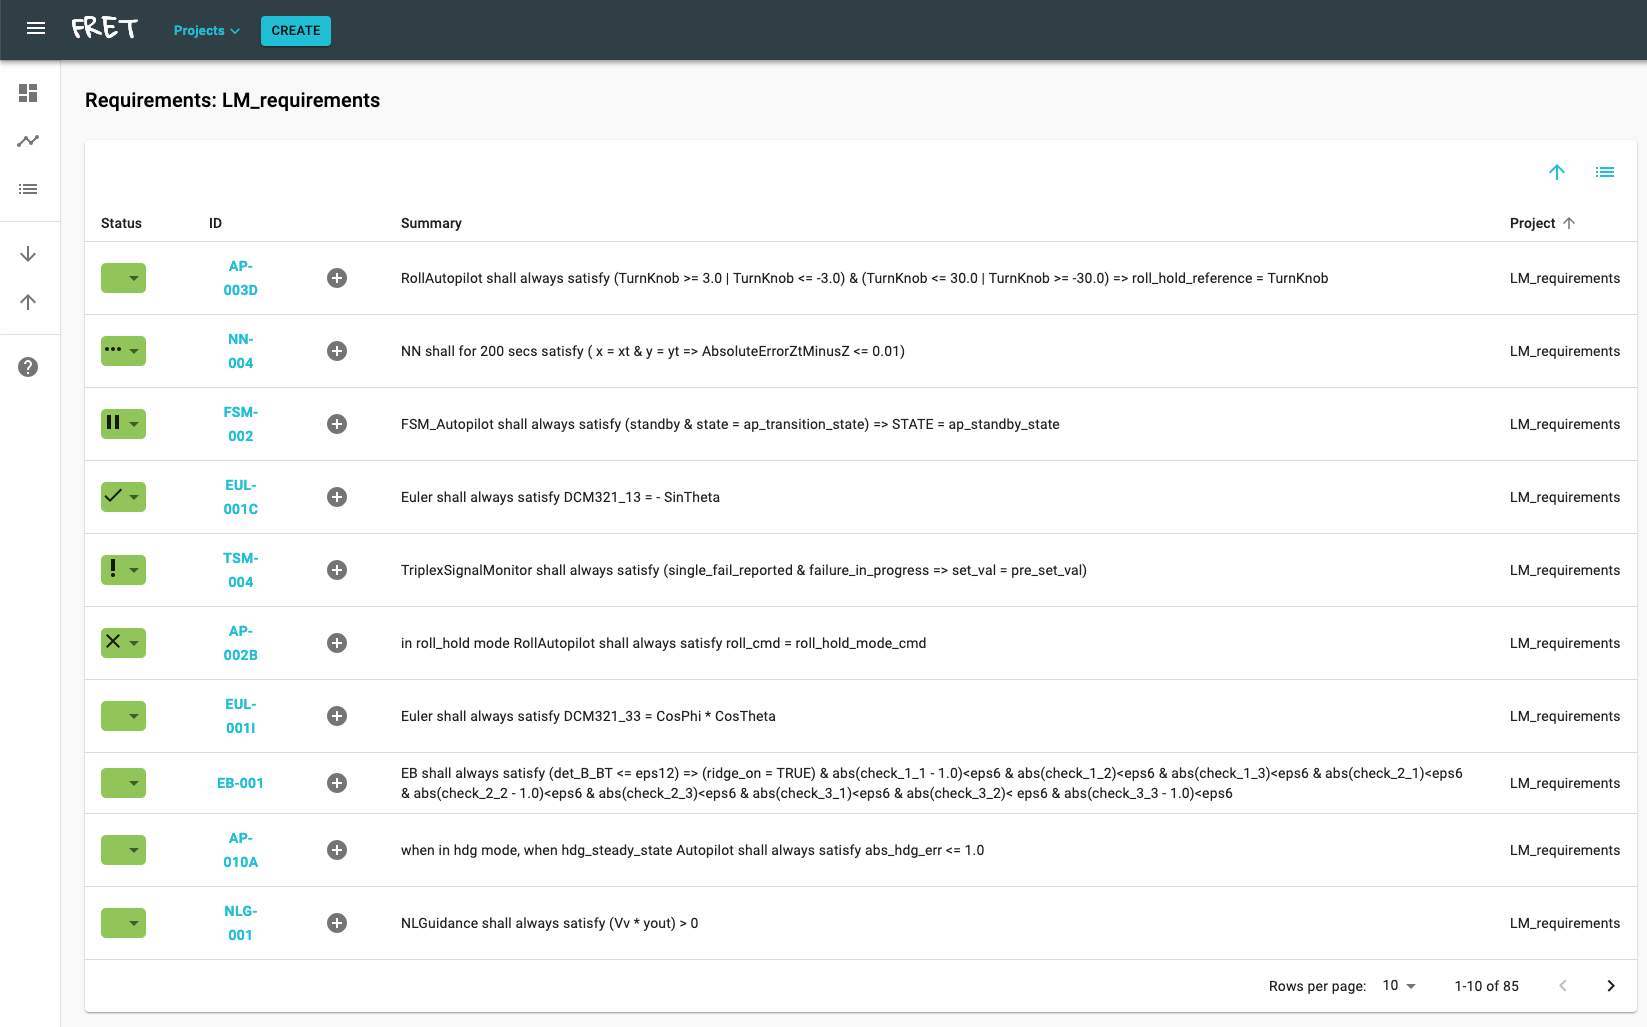 FRET
Projects
CREATE
Requirements: LM_requirements
Status ID Summary Project
AP-
003D
RollAutopilot shall always satisfy (TurnKnob >= 3.0 | TurnKnob <= -3.0) & (TurnKnob <= 30.0 | TurnKnob >= -30.0) => roll_hold_reference = TurnKnob
LM_requirements
NN-
004
NN shall for 200 secs satisfy ( x = xt & y = yt => AbsoluteErrorZtMinusZ <= 0.01)
LM_requirements
FSM-
002
FSM_Autopilot shall always satisfy (standby & state = ap_transition_state) => STATE = ap_standby_state
LM_requirements
EUL-
001C
Euler shall always satisfy DCM321_13 = - SinTheta
LM_requirements
TSM-
004
TriplexSignalMonitor shall always satisfy (single_fail_reported & failure_in_progress => set_val = pre_set_val)
LM_requirements
AP-
002B
in roll_hold mode RollAutopilot shall always satisfy roll_cmd = roll_hold_mode_cmd
LM_requirements
EUL-
001I
Euler shall always satisfy DCM321_33 = CosPhi * CosTheta
LM_requirements
EB-001
EB shall always satisfy (det_B_BT <= eps12) => (ridge_on = TRUE) & abs(check_1_1 - 1.0)<eps6 & abs(check_1_2)<eps6 & abs(check_1_3)<eps6 & abs(check_2_1)<eps6
& abs(check_2_2 - 1.0)<eps6 & abs(check_2_3)<eps6 & abs(check_3_1)<eps6 & abs(check_3_2)< eps6 & abs(check_3_3 - 1.0)<eps6
LM_requirements
AP-
010A
when in hdg mode, when hdg_steady_state Autopilot shall always satisfy abs_hdg_err <= 1.0
LM_requirements
NLG-
001
NLGuidance shall always satisfy (Vv * yout) > 0
LM_requirements
Rows per page: 10 1-10 of 85